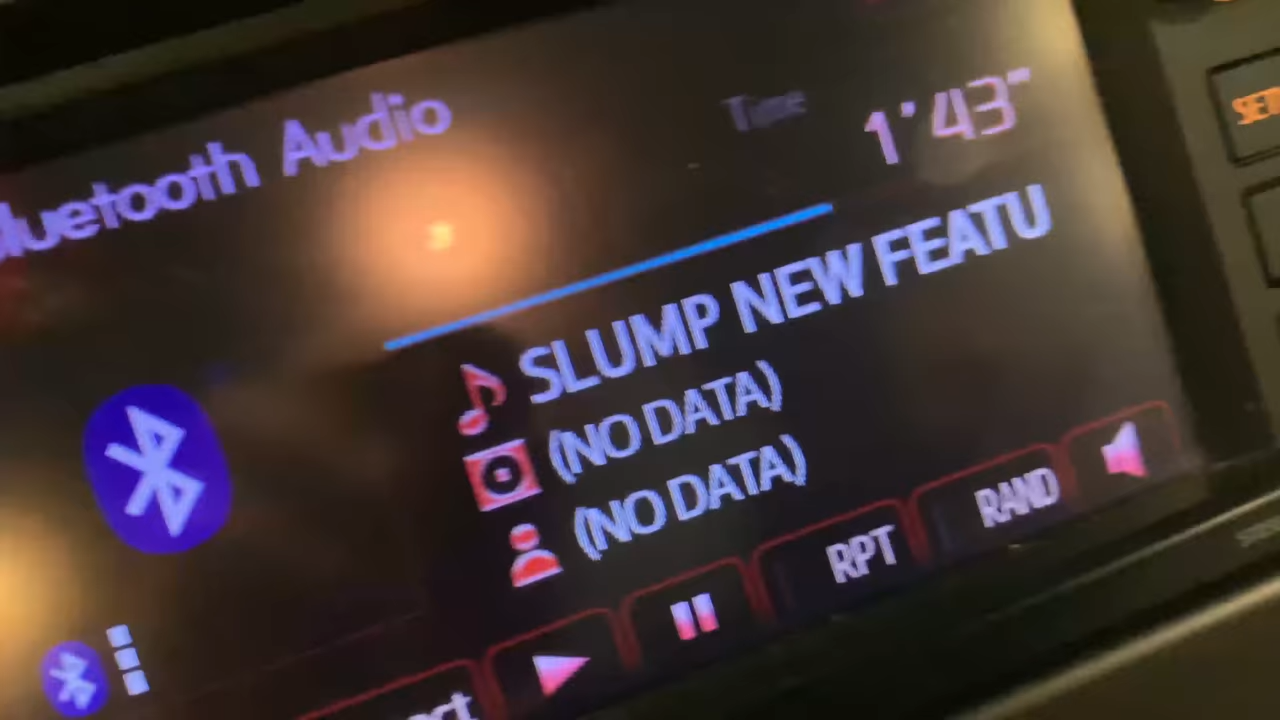 Bluetooth Audio
Time 1'43"
SLUMP NEW FEATU
(NO DATA)
(NO DATA)
RPT
RAND